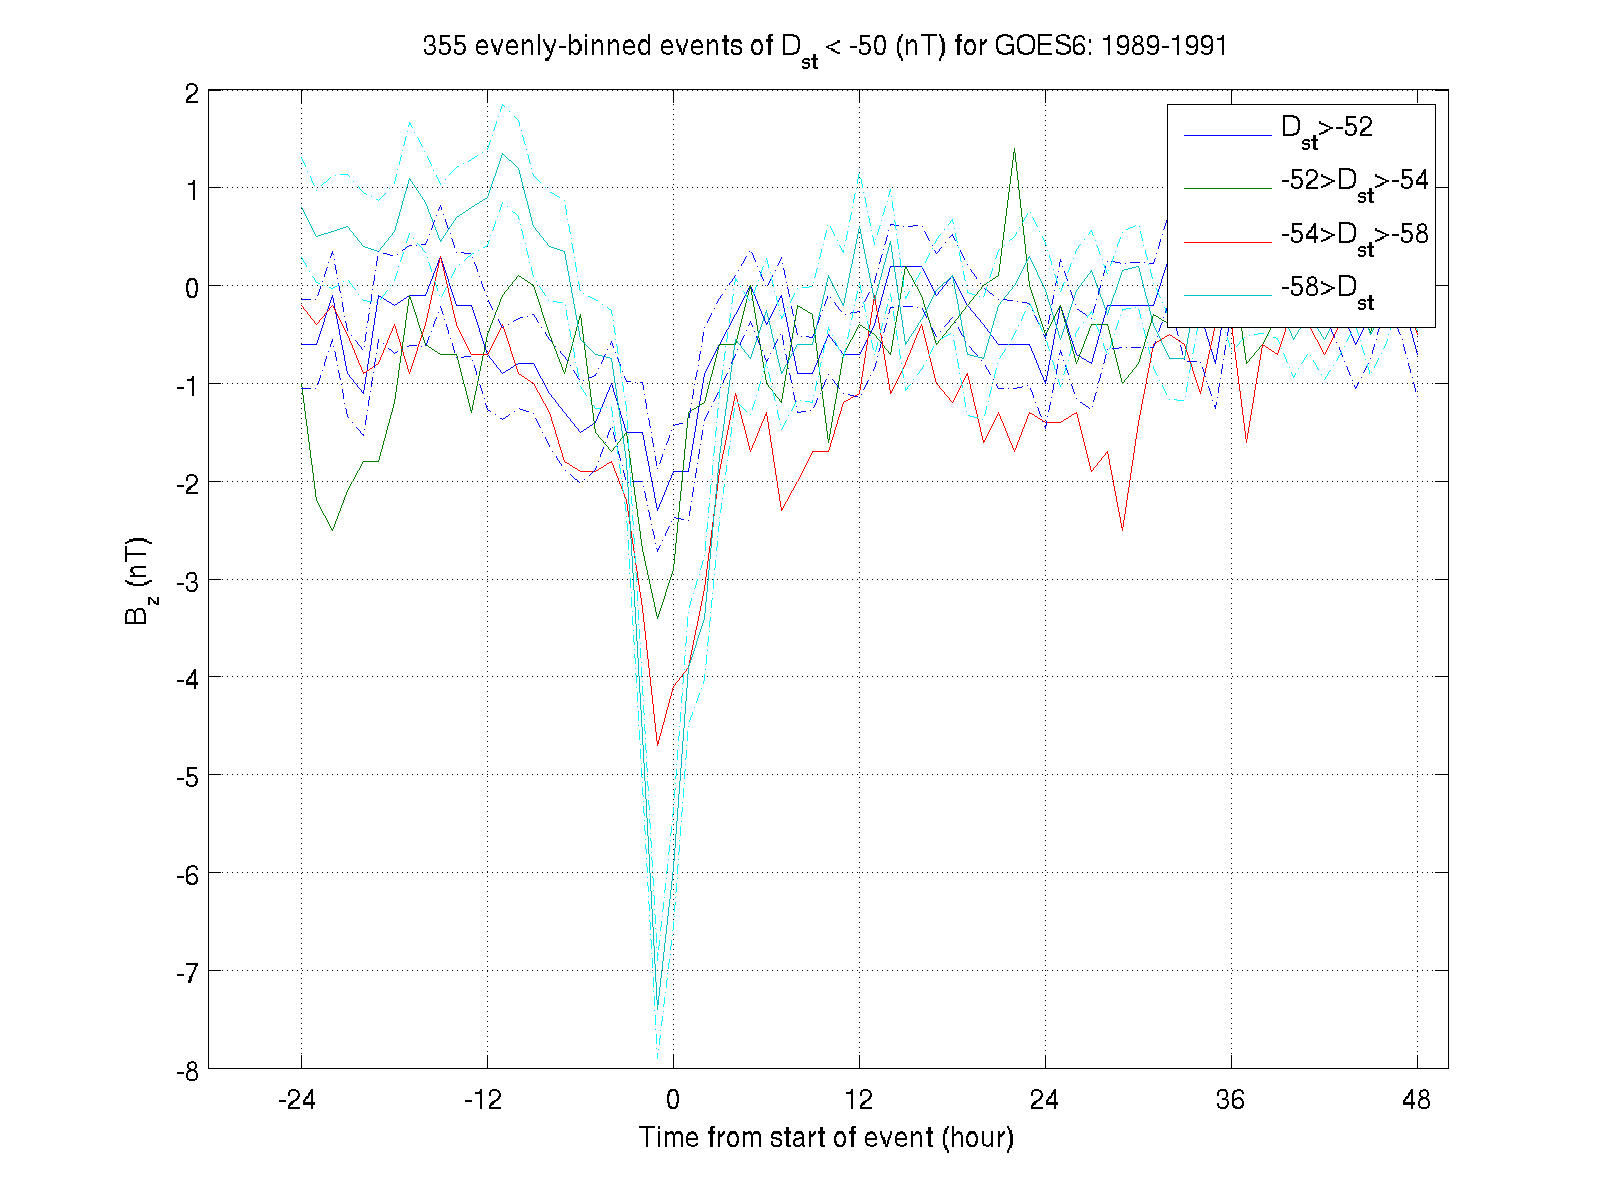 355 evenly-binned events of Dst < -50 (nT) for GOES6: 1989-1991
2
1
0
-1
-2
-3
-4
-5
-6
-7
-8
Bz (nT)
Dst>-52
-52>Dst>-54
-54>Dst>-58
-58>Dst
-24
-12
0
12
24
36
48
Time from start of event (hour)